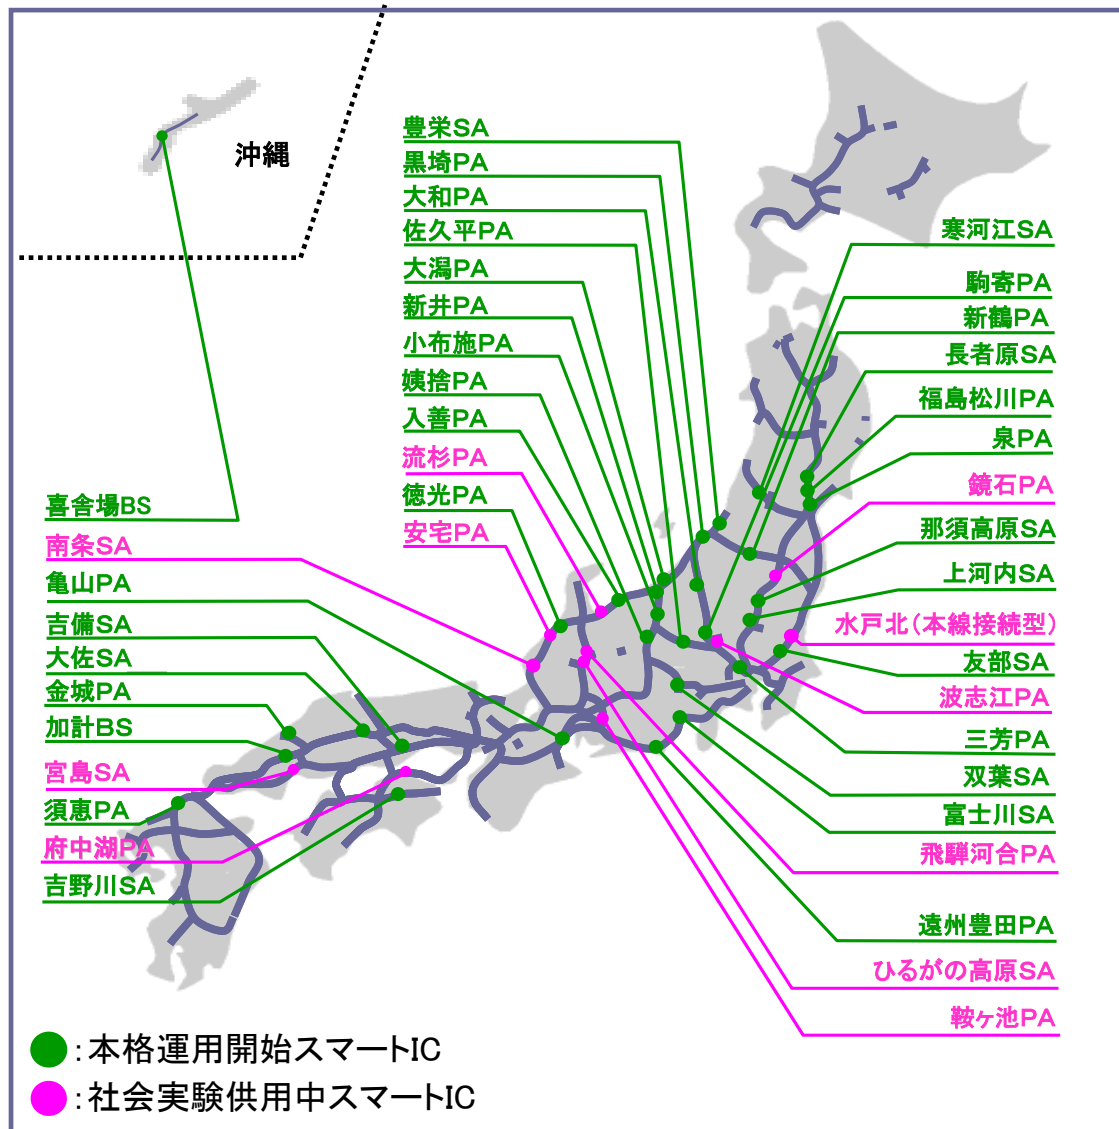 沖縄
豊栄SA
黒埼PA
大和PA
佐久平PA
大潟PA
新井PA
小布施PA
姨捨PA
入善PA
流杉PA
徳光PA
安宅PA
喜舎場BS
南条SA
亀山PA
吉備SA
大佐SA
金城PA
加計BS
宮島SA
須恵PA
府中湖PA
吉野川SA
寒河江SA
駒寄PA
新鶴PA
長者原SA
福島松川PA
泉PA
鏡石PA
那須高原SA
上河内SA
水戸北(本線接続型)
友部SA
波志江PA
三芳PA
双葉SA
富士川SA
飛騨河合PA
遠州豊田PA
ひるがの高原SA
鞍ヶ池PA
:本格運用開始スマートIC
:社会実験供用中スマートIC